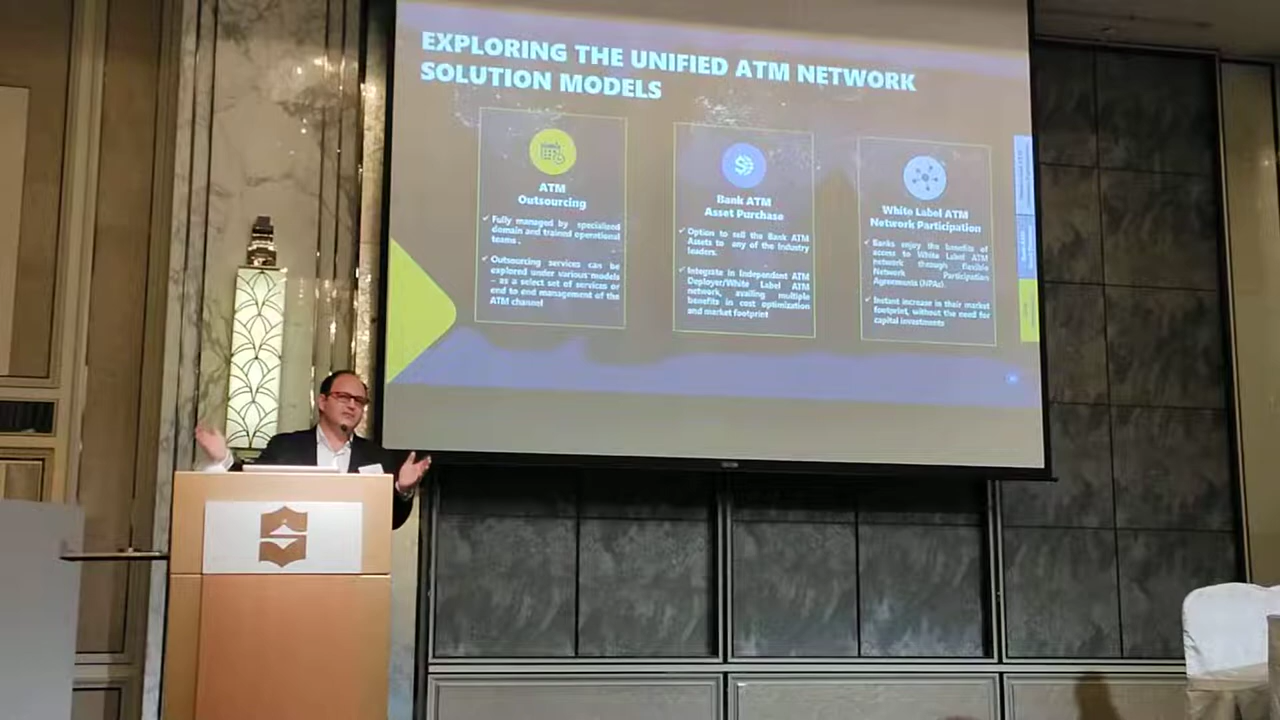 EXPLORING THE UNIFIED ATM NETWORK
SOLUTION MODELS
ATM
Outsourcing
✓ Fully managed by specialized
domain and trained operational
teams .
✓ Outsourcing services can be
explored under various models
– as a select set of services or
end to end management of the
ATM channel
Bank ATM
Asset Purchase
✓ Option to sell the Bank ATM
Assets to any of the Industry
leaders.
✓ Integrate in Independent ATM
Deployer/White Label ATM
network, availing multiple
benefits in cost optimization
and market footprint
White Label ATM
Network Participation
✓ Banks enjoy the benefits of
access to White Label ATM
network through flexible
Network Participation
Agreements (NPAs).
✓ Instant increase in their market
footprint, without the need for
capital investments